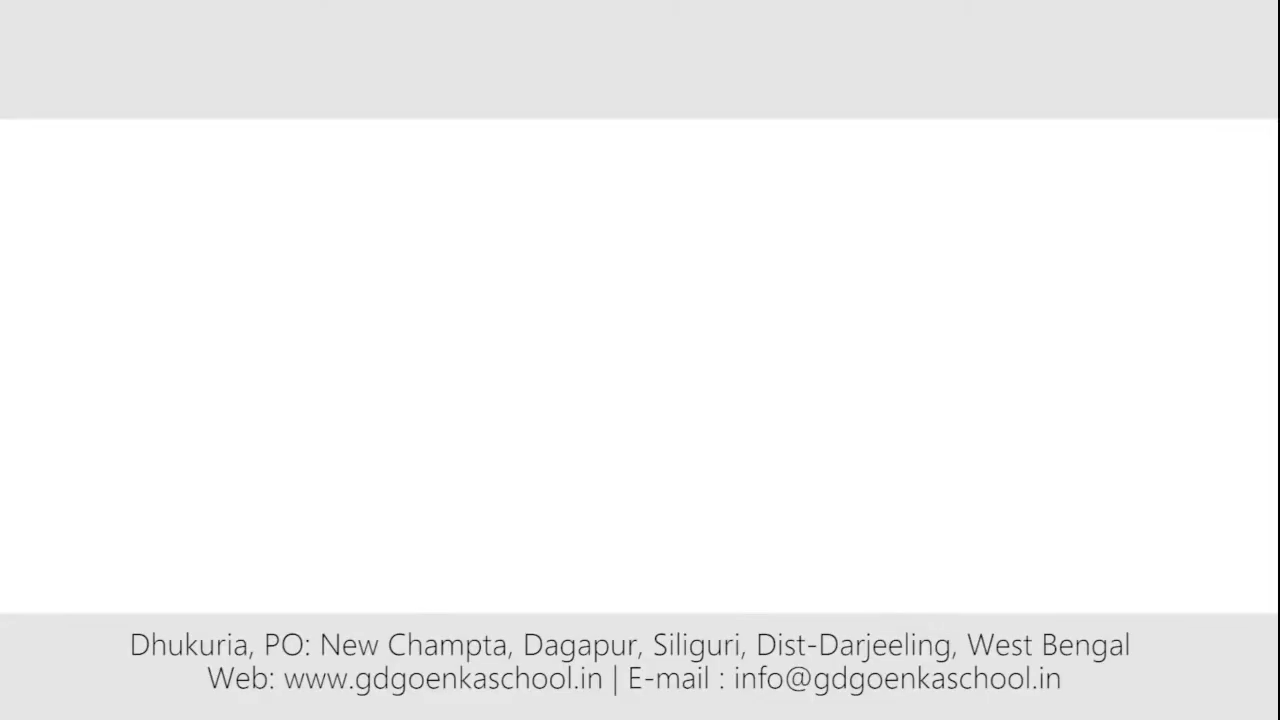 Dhukuria, PO: New Champta, Dagapur, Siliguri, Dist-Darjeeling, West Bengal
Web: www.gdgoenkaschool.in | E-mail : info@gdgoenkaschool.in